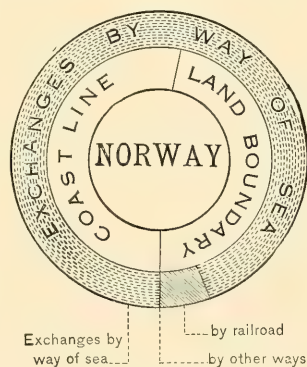 EXCHANGES BY WAY OF SEA
COAST LINE
LAND BOUNDARY
NORWAY
Exchanges by
way of sea
by railroad
by other ways